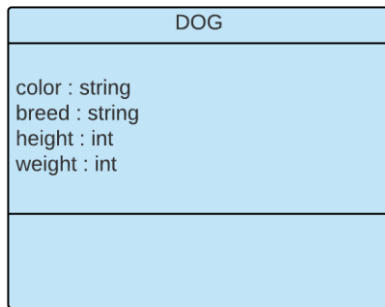 DOG
color : string
breed : string
height : int
weight : int